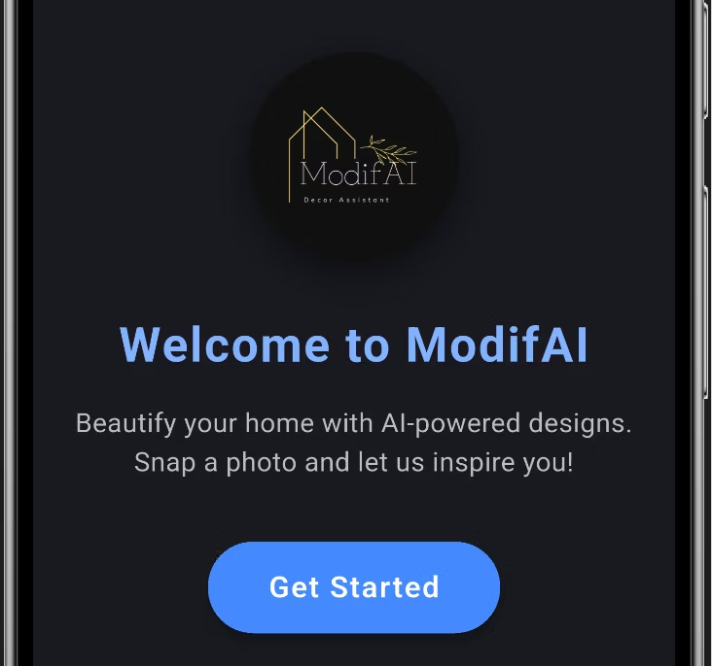 ModifAI
Decor Assistant
Welcome to ModifAI
Beautify your home with AI-powered designs.
Snap a photo and let us inspire you!
Get Started